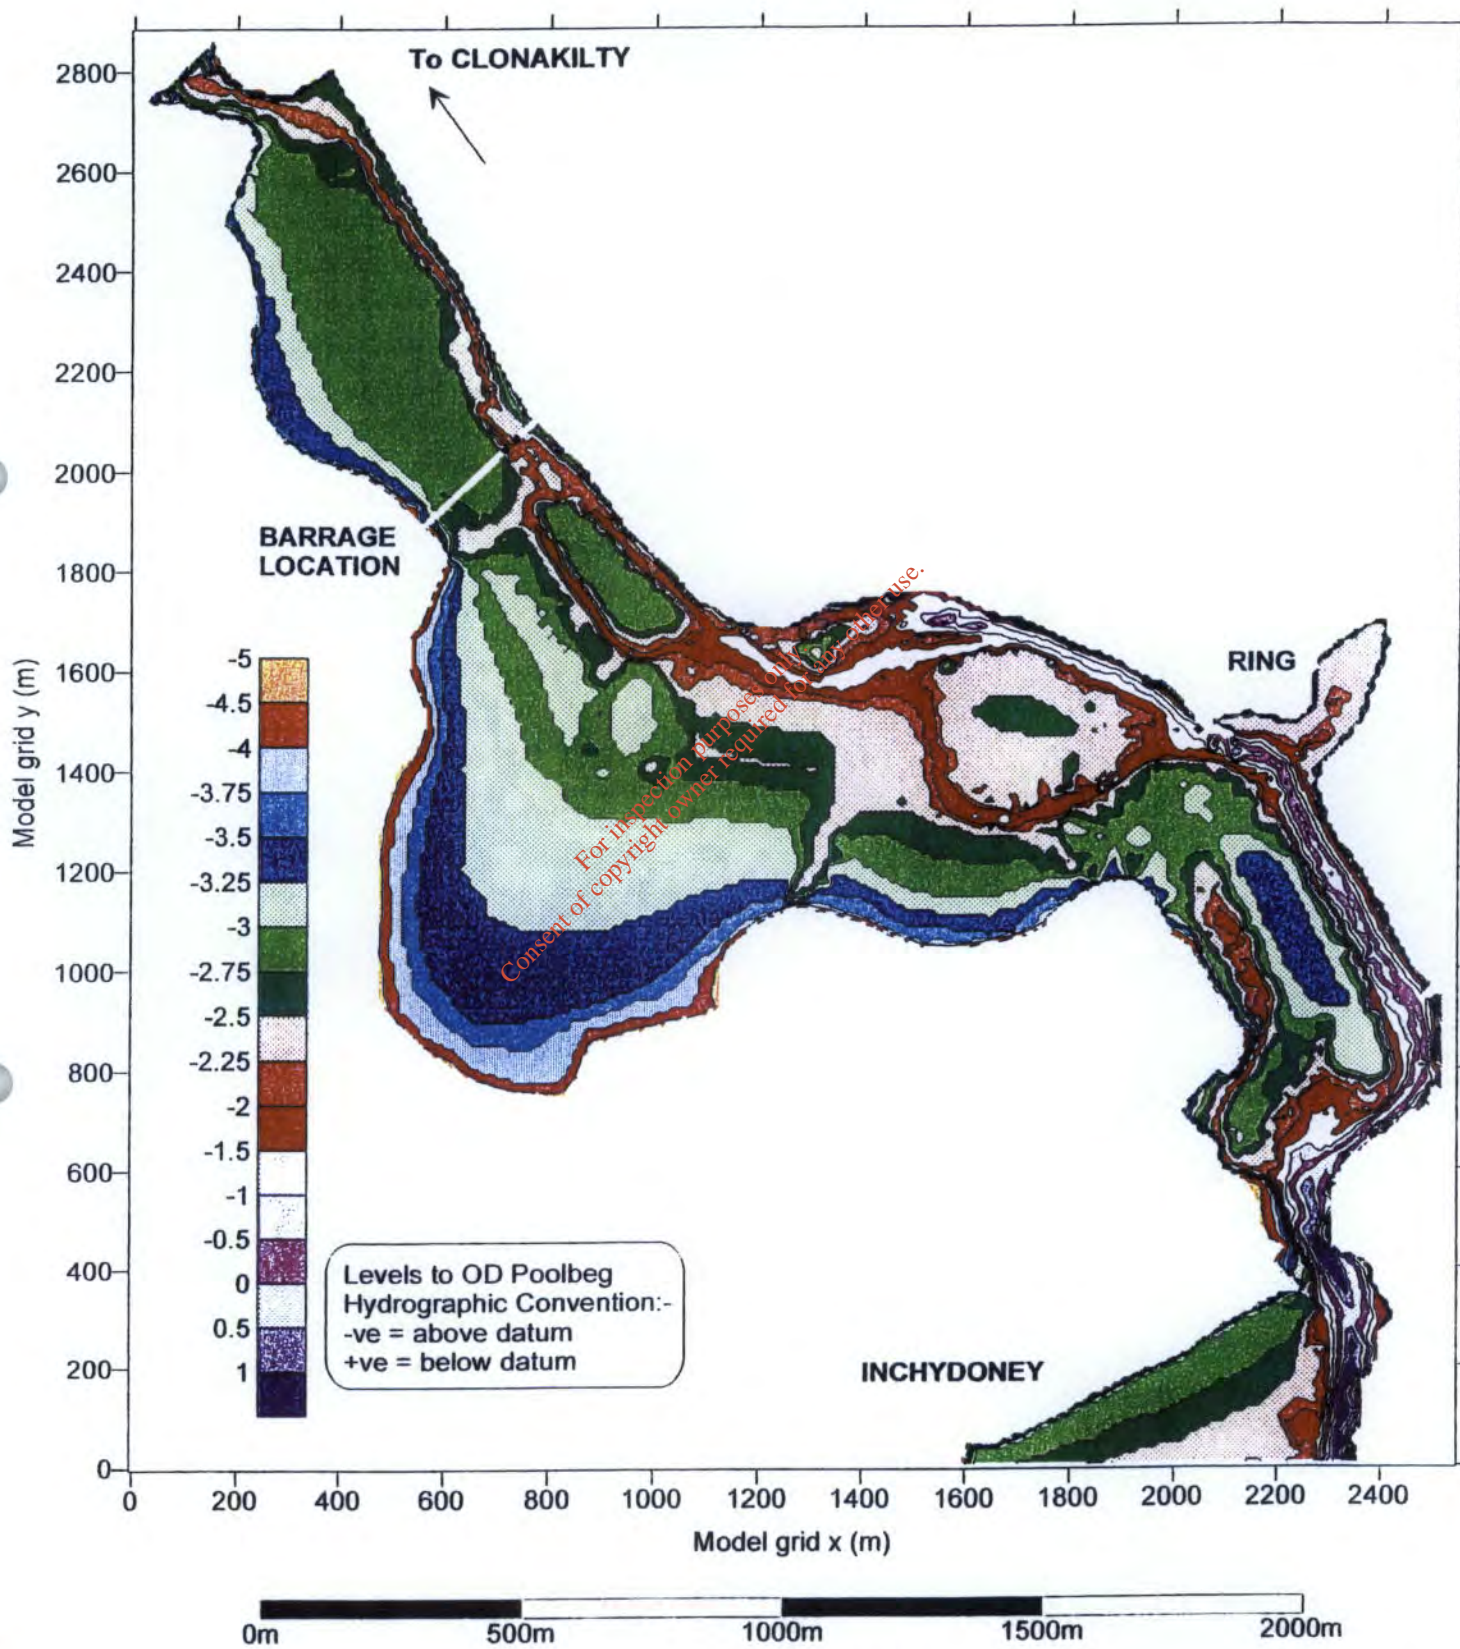 To CLONAKILTY
2800
2600
2400
2200
2000
1800
1600
1400
1200
1000
800
600
400
200
0
Model grid y (m)
BARRAGE
LOCATION
RING
INCHYDONEY
-5
-4.5
-4
-3.75
-3.5
-3.25
-3
-2.75
-2.5
-2.25
-2
-1.5
-1
-0.5
0
0.5
1
Levels to OD Poolbeg
Hydrographic Convention:-
-ve = above datum
+ve = below datum
For inspection purposes only.
Consent of copyright owner required for any other use.
0 200 400 600 800 1000 1200 1400 1600 1800 2000 2200 2400
Model grid x (m)
0m 500m 1000m 1500m 2000m